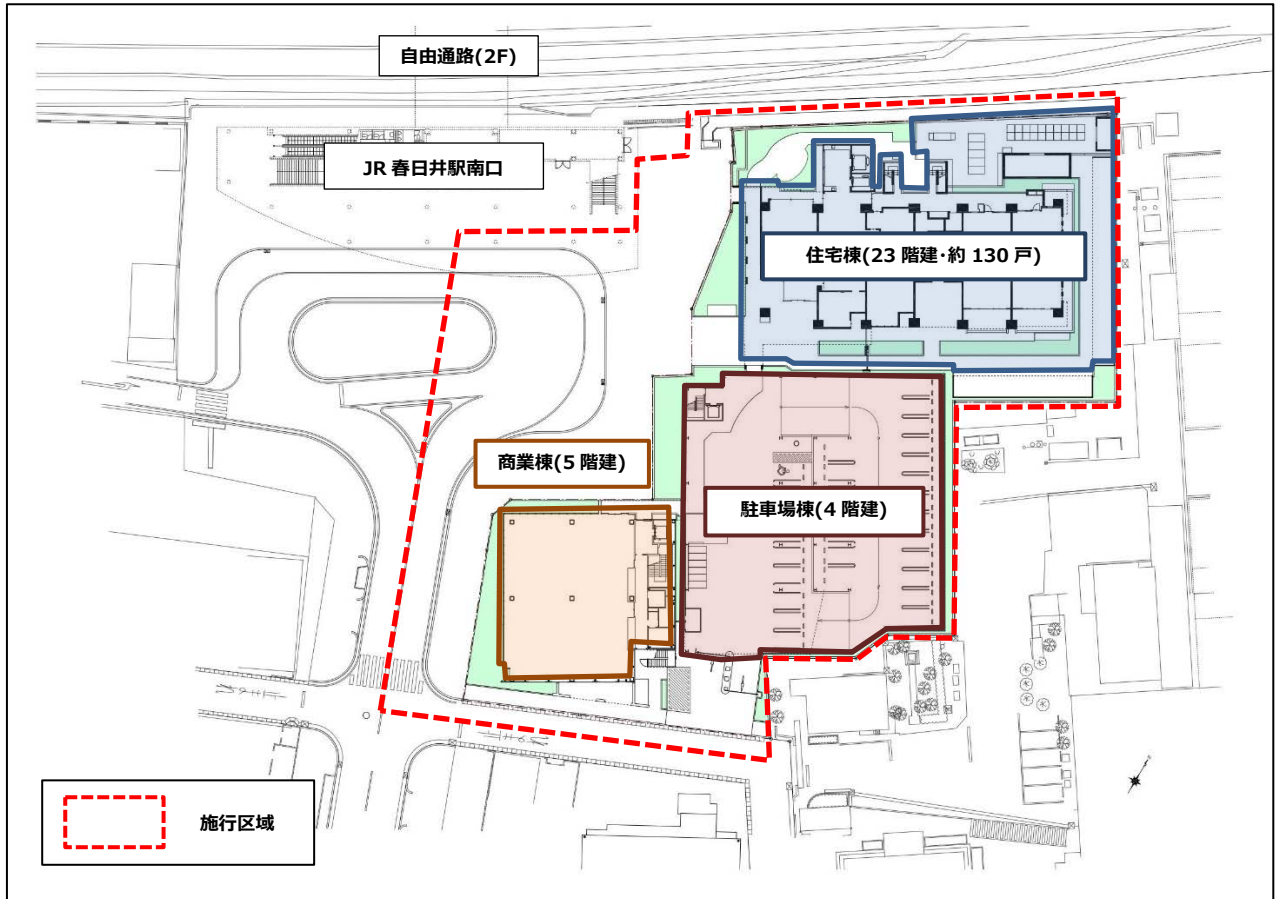 自由通路(2F)
JR 春日井駅南口
住宅棟(23 階建・約 130 戸)
商業棟(5 階建)
駐車場棟(4 階建)
施行区域